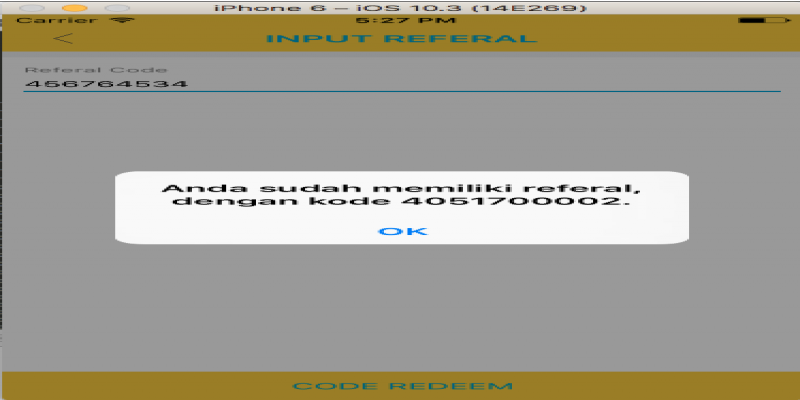 iPhone 6 – iOS 10.3 (14E269)
Carrier 5:27 PM
INPUT REFERAL
Referal Code
456764534
Anda sudah memiliki referal,
dengan kode 4051700002.
OK
CODE REDEEM